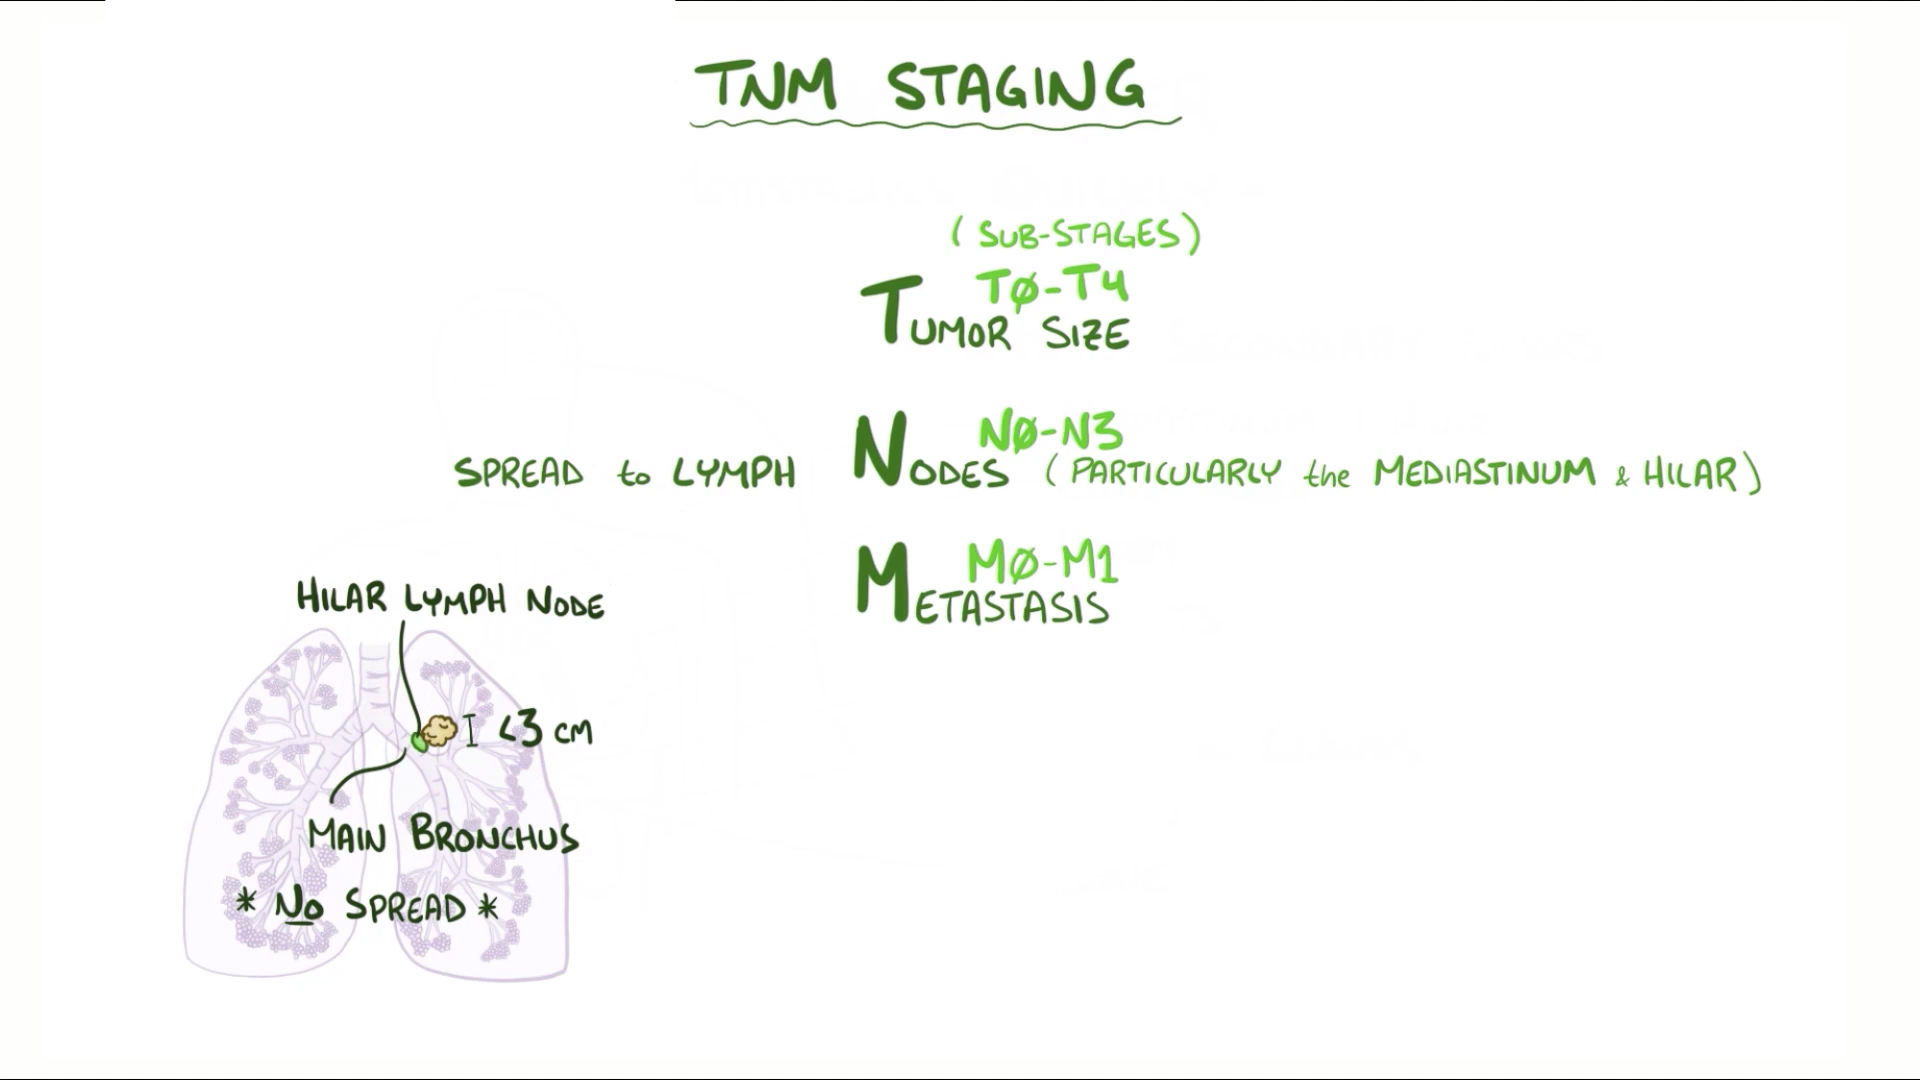 TNM STAGING
(SUB-STAGES)
TØ-T4
TUMOR SIZE
NØ-N3
SPREAD to LYMPH NODES (PARTICULARLY the MEDIASTINUM & HILAR)
MØ-M1
METASTASIS
HILAR LYMPH NODE
<3 CM
MAIN BRONCHUS
* NO SPREAD *